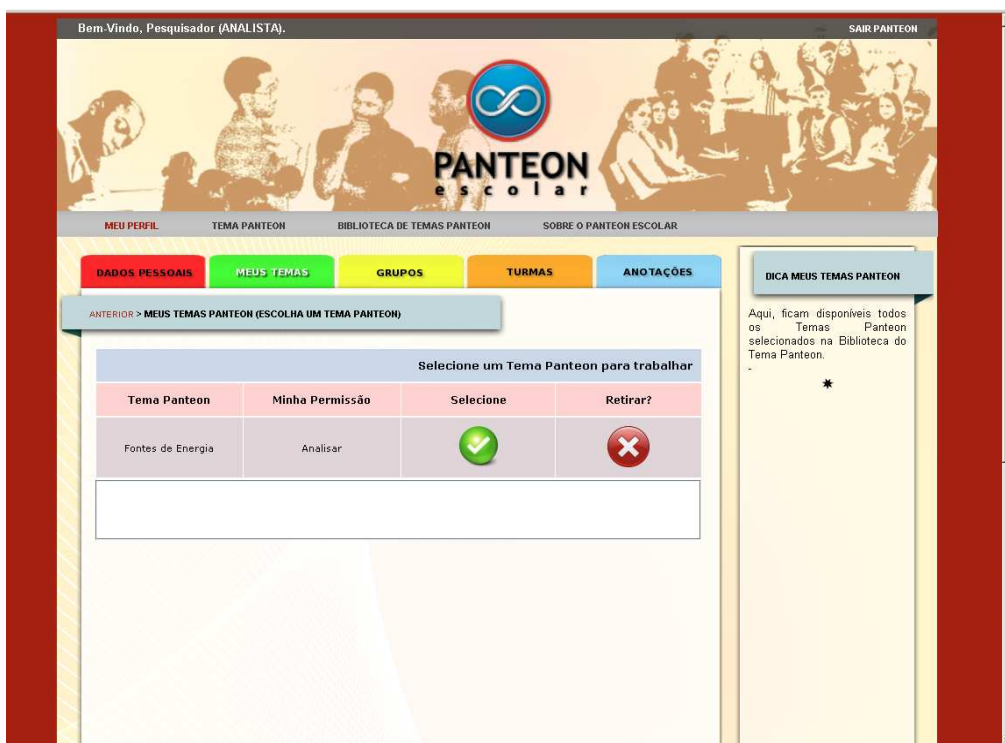 Bem-Vindo, Pesquisador (ANALISTA).
SAIR PANTEON
PANTEON
escolar
MEU PERFIL TEMA PANTEON BIBLIOTECA DE TEMAS PANTEON SOBRE O PANTEON ESCOLAR
DADOS PESSOAIS MEUS TEMAS GRUPOS TURMAS ANOTAÇÕES
ANTERIOR > MEUS TEMAS PANTEON (ESCOLHA UM TEMA PANTEON)
Selecione um Tema Panteon para trabalhar
Tema Panteon Minha Permissão Selecione Retirar?
Fontes de Energia Analisar
DICA MEUS TEMAS PANTEON
Aqui, ficam disponíveis todos
os Temas Panteon
selecionados na Biblioteca do
Tema Panteon.
-